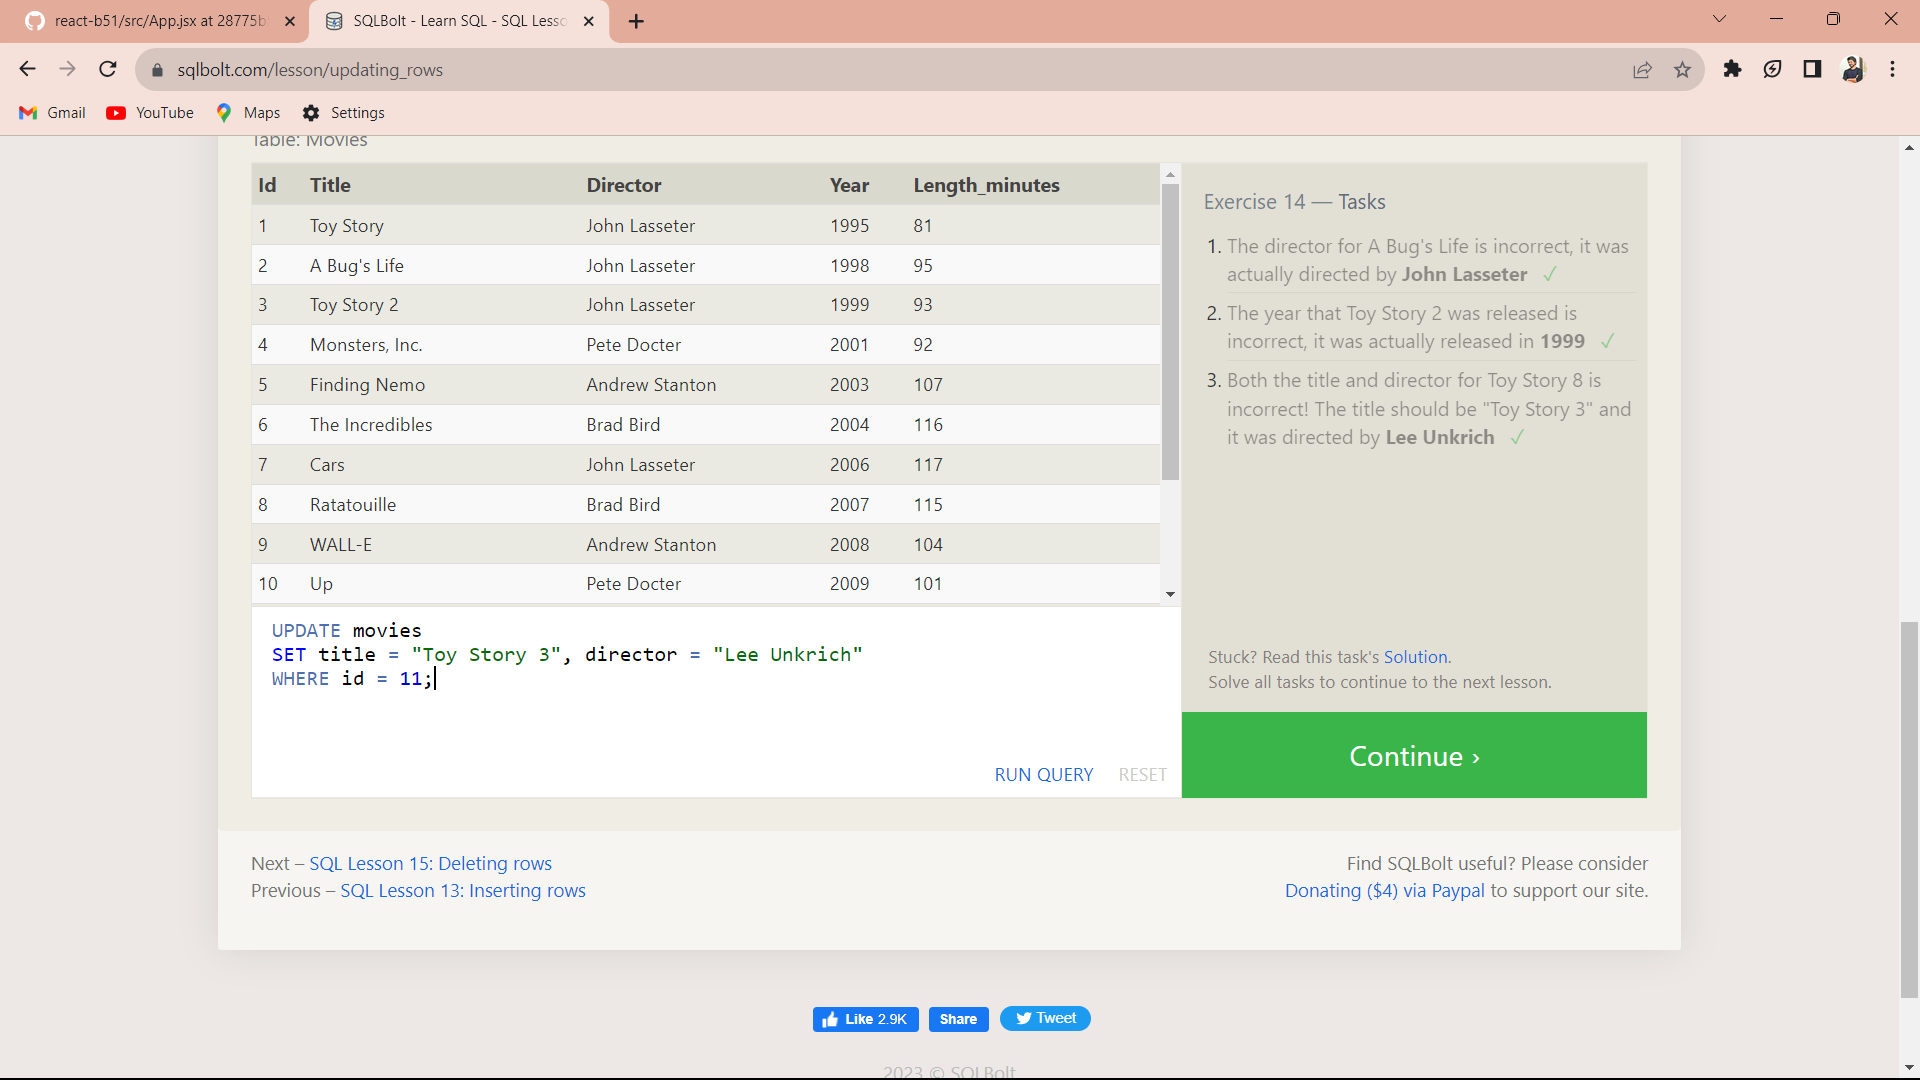 react-b51/src/App.jsx at 28775b
SQLBolt - Learn SQL - SQL Lesso
sqlbolt.com/lesson/updating_rows
Gmail
YouTube
Maps
Settings
Table: Movies
Id Title Director Year Length_minutes
1 Toy Story John Lasseter 1995 81
2 A Bug's Life John Lasseter 1998 95
3 Toy Story 2 John Lasseter 1999 93
4 Monsters, Inc. Pete Docter 2001 92
5 Finding Nemo Andrew Stanton 2003 107
6 The Incredibles Brad Bird 2004 116
7 Cars John Lasseter 2006 117
8 Ratatouille Brad Bird 2007 115
9 WALL-E Andrew Stanton 2008 104
10 Up Pete Docter 2009 101
UPDATE movies
SET title = "Toy Story 3", director = "Lee Unkrich"
WHERE id = 11;
RUN QUERY
RESET
Exercise 14 — Tasks
1. The director for A Bug's Life is incorrect, it was
actually directed by John Lasseter ✓
2. The year that Toy Story 2 was released is
incorrect, it was actually released in 1999 ✓
3. Both the title and director for Toy Story 8 is
incorrect! The title should be "Toy Story 3" and
it was directed by Lee Unkrich ✓
Stuck? Read this task's Solution.
Solve all tasks to continue to the next lesson.
Continue ›
Next – SQL Lesson 15: Deleting rows
Previous – SQL Lesson 13: Inserting rows
Find SQLBolt useful? Please consider
Donating ($4) via Paypal to support our site.
Like 2.9K
Share
Tweet
2023 © SQLBolt